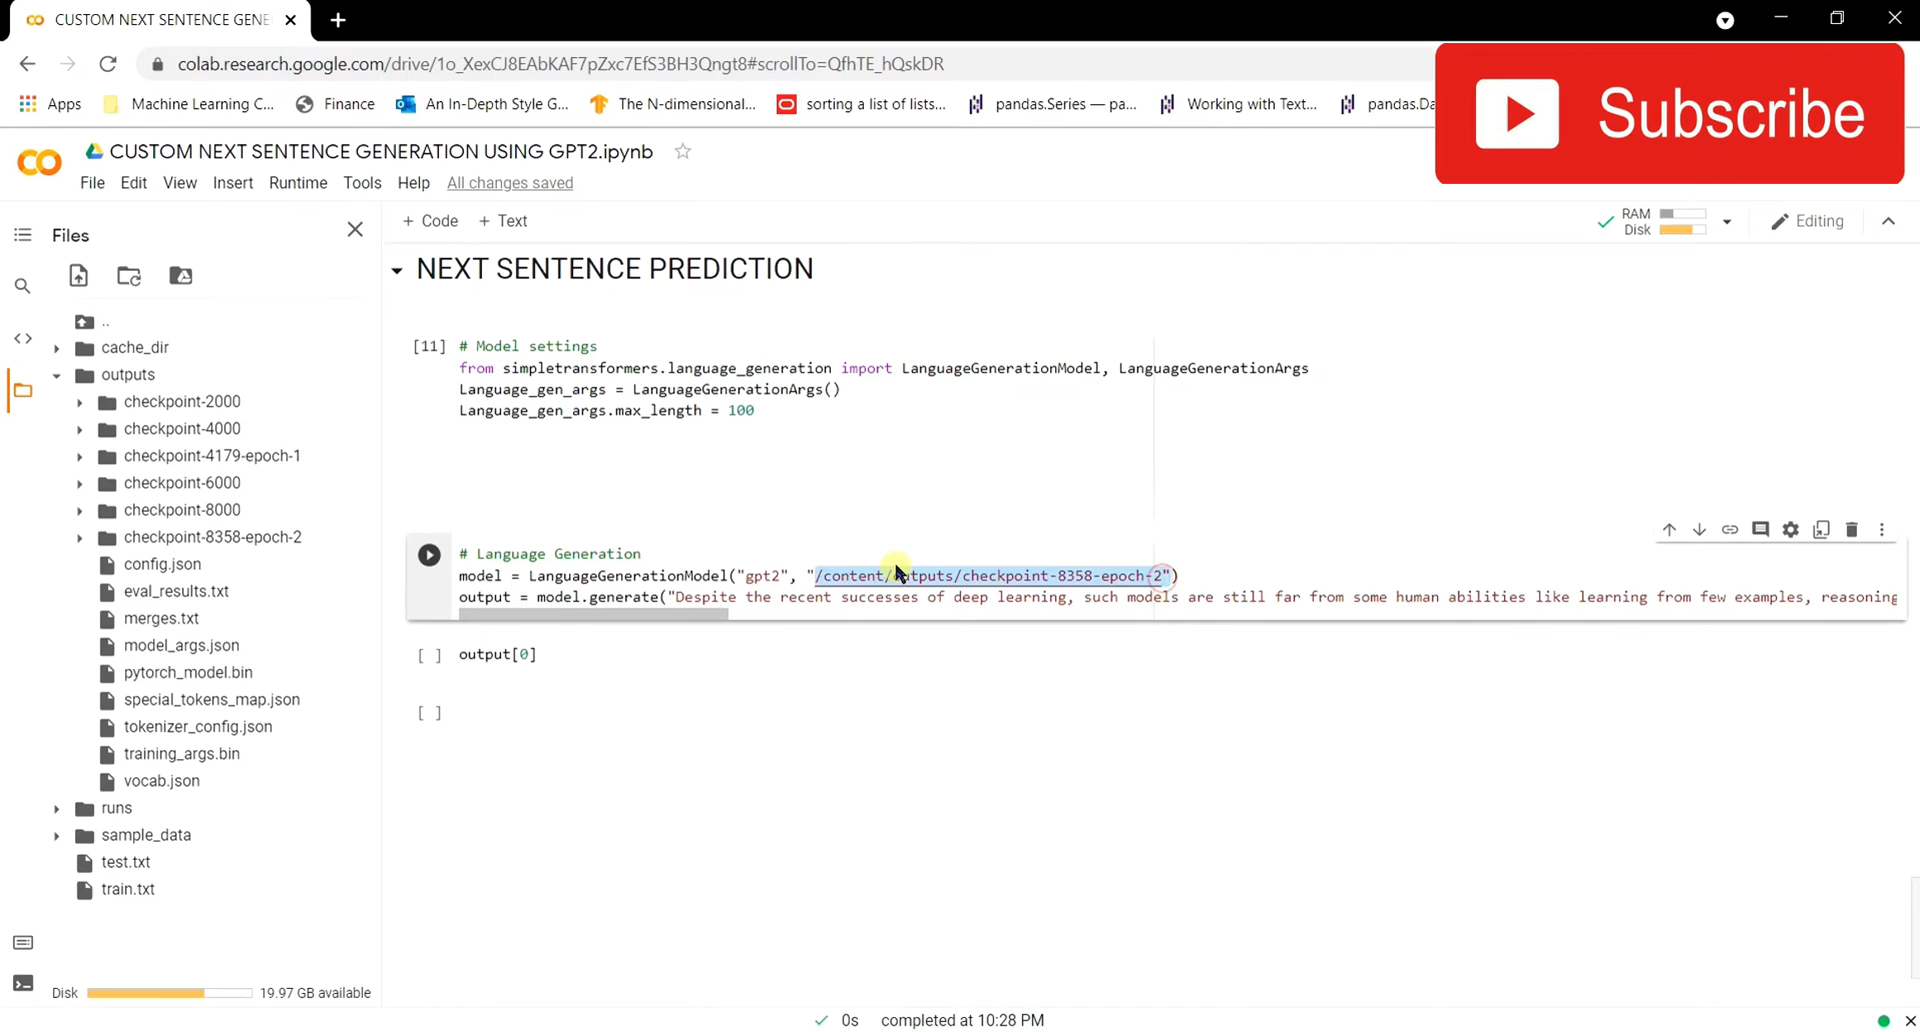 CUSTOM NEXT SENTENCE GENE
colab.research.google.com/drive/1o_XexCJ8EAbKAF7pZxc7EfS3BH3Qngt8#scrollTo=QfhTE_hQskDR
Apps Machine Learning C... Finance An In-Depth Style G... The N-dimensional... sorting a list of lists... pandas.Series — pa... Working with Text... pandas.Da
Subscribe
CUSTOM NEXT SENTENCE GENERATION USING GPT2.ipynb
File Edit View Insert Runtime Tools Help All changes saved
+ Code + Text
RAM
Disk
Editing
Files
..
cache_dir
outputs
checkpoint-2000
checkpoint-4000
checkpoint-4179-epoch-1
checkpoint-6000
checkpoint-8000
checkpoint-8358-epoch-2
config.json
eval_results.txt
merges.txt
model_args.json
pytorch_model.bin
special_tokens_map.json
tokenizer_config.json
training_args.bin
vocab.json
runs
sample_data
test.txt
train.txt
Disk 19.97 GB available
NEXT SENTENCE PREDICTION
[11] # Model settings
from simpletransformers.language_generation import LanguageGenerationModel, LanguageGenerationArgs
Language_gen_args = LanguageGenerationArgs()
Language_gen_args.max_length = 100
# Language Generation
model = LanguageGenerationModel("gpt2", "/content/outputs/checkpoint-8358-epoch-2")
output = model.generate("Despite the recent successes of deep learning, such models are still far from some human abilities like learning from few examples, reasoning
[ ] output[0]
[ ]
0s completed at 10:28 PM